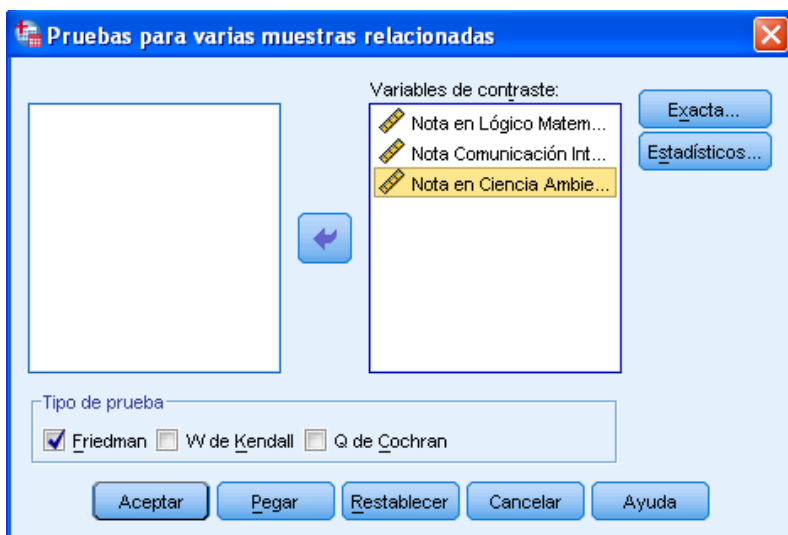 Pruebas para varias muestras relacionadas
Variables de contraste:
Nota en Lógico Matem...
Nota Comunicación Int...
Nota en Ciencia Ambie...
Exacta...
Estadísticos...
Tipo de prueba
Friedman W de Kendall Q de Cochran
Aceptar Pegar Restablecer Cancelar Ayuda